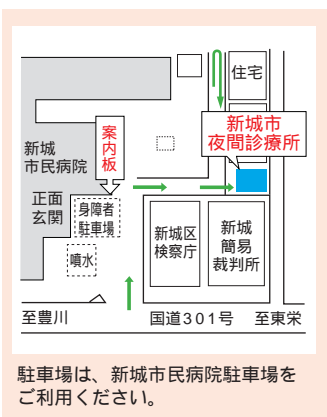 住宅
新城市
夜間診療所
案内板
新城
市民病院
正面
玄関
身障者
駐車場
噴水
新城区
検察庁
新城
簡易
裁判所
至豊川
国道301号
至東栄
駐車場は、新城市民病院駐車場を
ご利用ください。